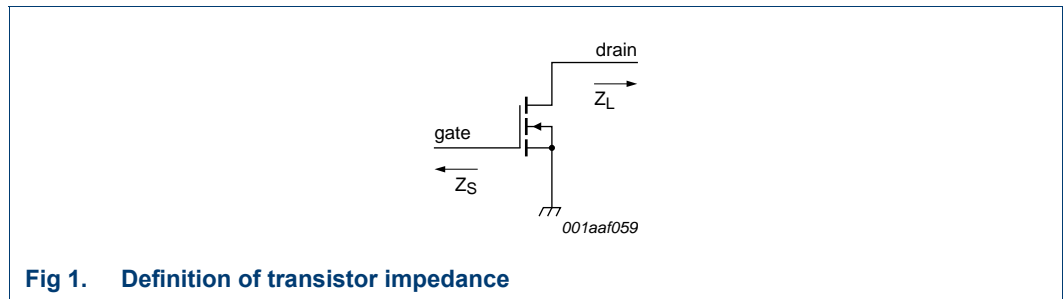 drain
Z_L
gate
Z_S
001aaf059
Fig 1. Definition of transistor impedance